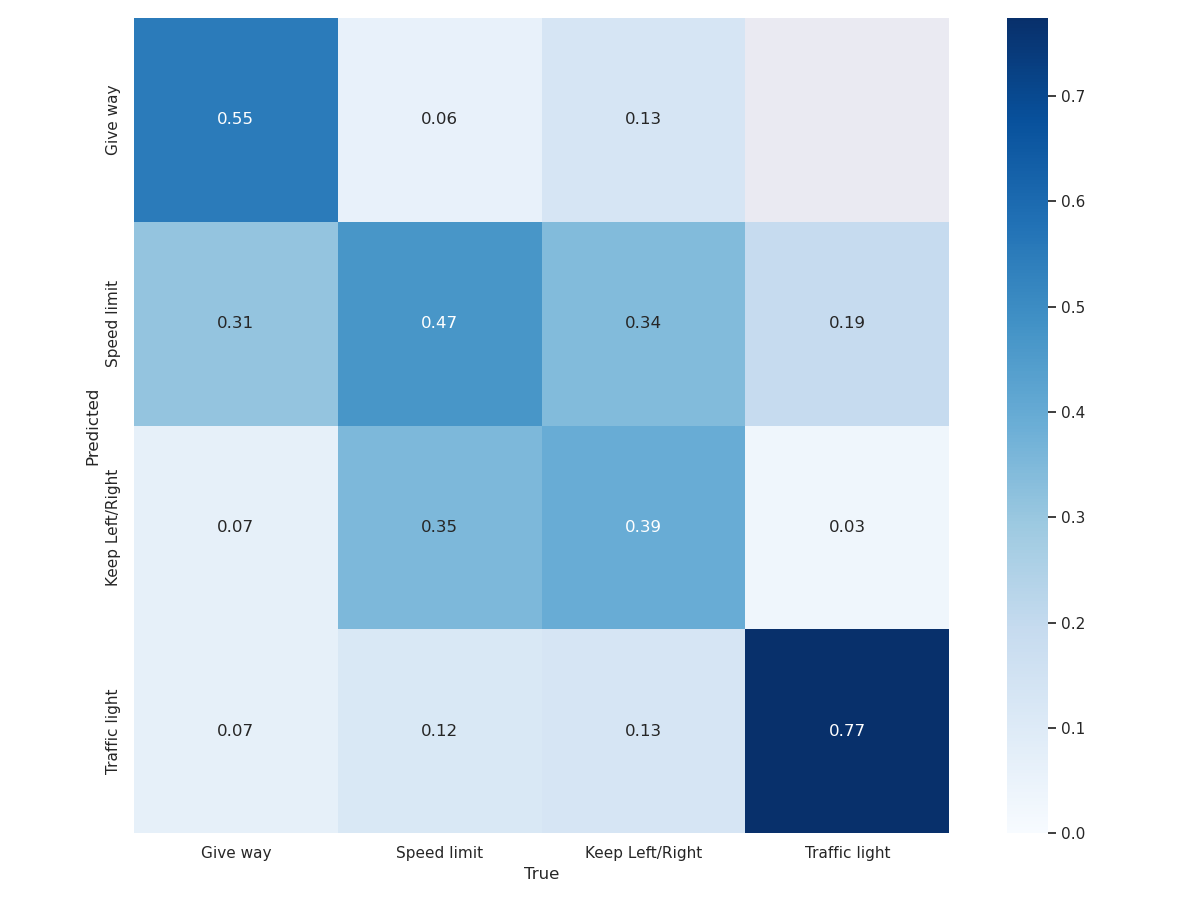 Give way
0.55
0.06
0.13
Speed limit
0.31
0.47
0.34
0.19
Predicted
Keep Left/Right
0.07
0.35
0.39
0.03
Traffic light
0.07
0.12
0.13
0.77
Give way
Speed limit
Keep Left/Right
Traffic light
True
0.7
0.6
0.5
0.4
0.3
0.2
0.1
0.0